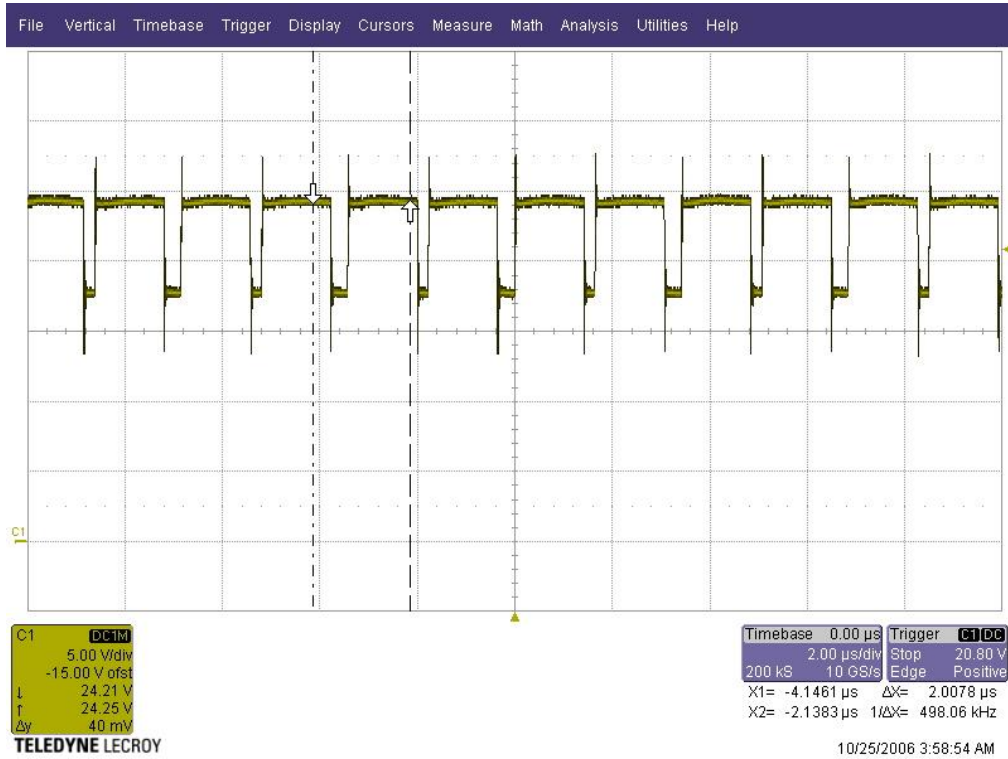 File Vertical Timebase Trigger Display Cursors Measure Math Analysis Utilities Help
C1
C1 DC1M
5.00 V/div
-15.00 V ofst
↓ 24.21 V
↑ 24.25 V
Δy 40 mV
Timebase 0.00 µs
2.00 µs/div
200 kS 10 GS/s
Trigger C1 DC
Stop 20.80 V
Edge Positive
X1= -4.1461 µs ΔX= 2.0078 µs
X2= -2.1383 µs 1/ΔX= 498.06 kHz
TELEDYNE LECROY
10/25/2006 3:58:54 AM